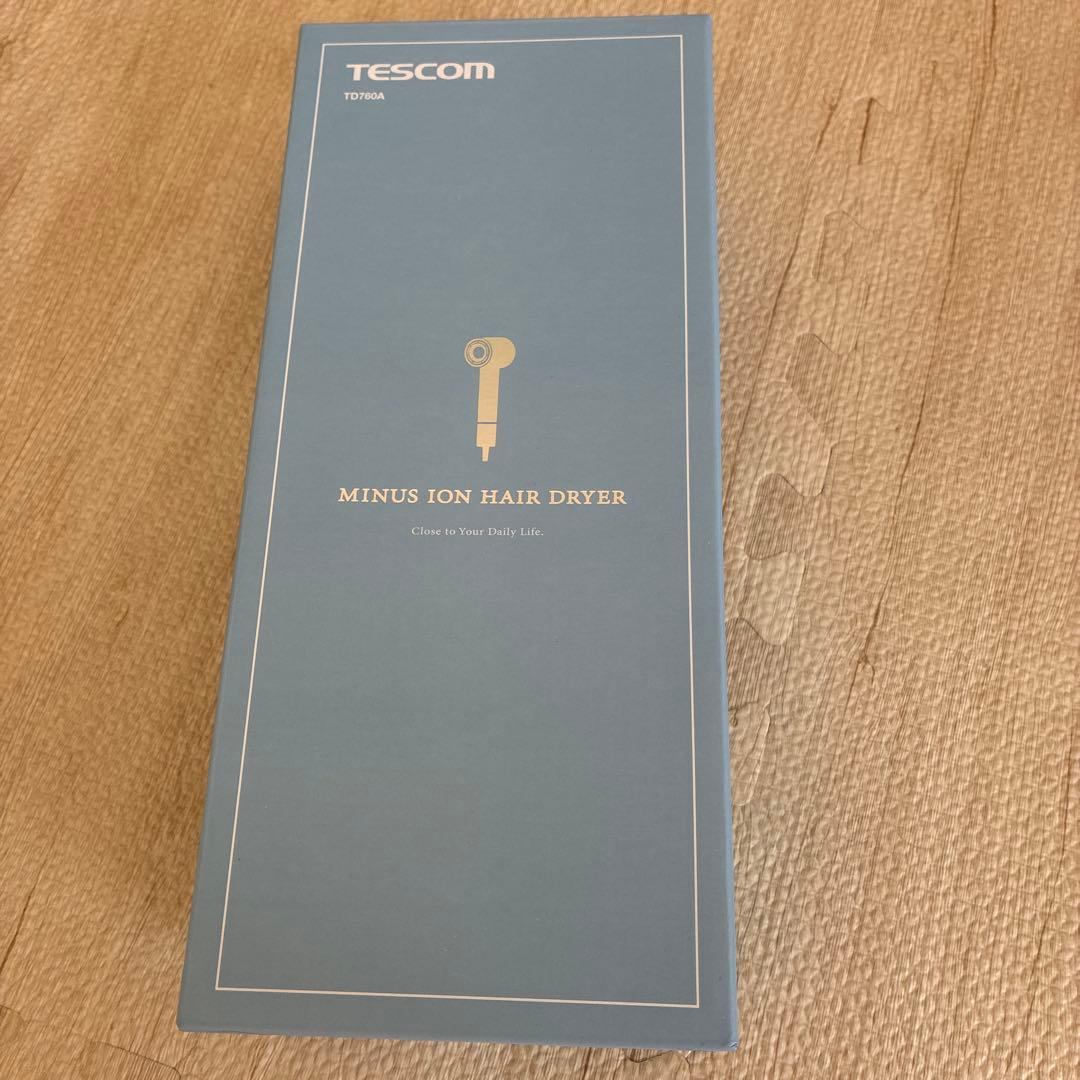 TESCOM
TD760A
MINUS ION HAIR DRYER
Close to Your Daily Life.